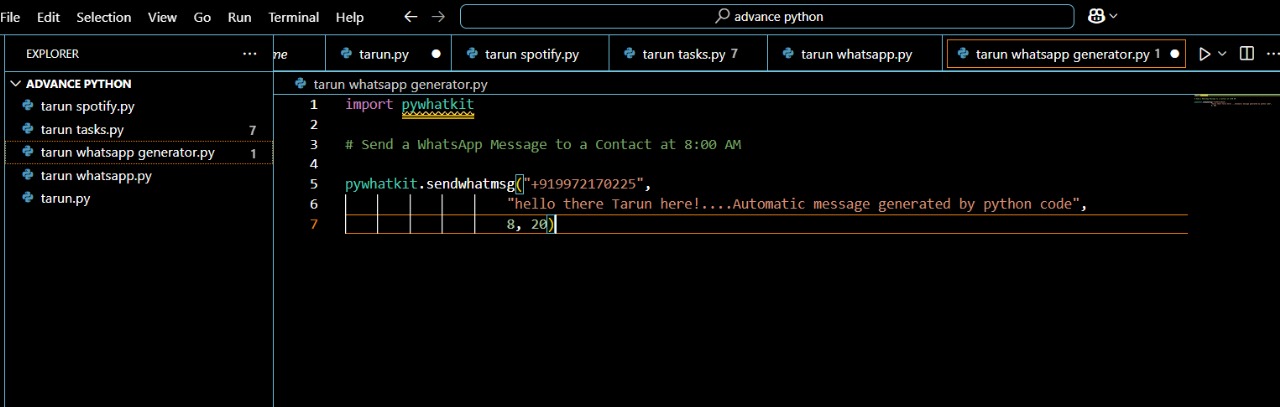 File Edit Selection View Go Run Terminal Help ← → advance python
EXPLORER ... me tarun.py ● tarun spotify.py tarun tasks.py 7 tarun whatsapp.py tarun whatsapp generator.py 1 ● ...
ADVANCE PYTHON
tarun spotify.py
tarun tasks.py 7
tarun whatsapp generator.py 1
tarun whatsapp.py
tarun.py
tarun whatsapp generator.py
1 import pywhatkit
2
3 # Send a WhatsApp Message to a Contact at 8:00 AM
4
5 pywhatkit.sendwhatmsg("+919972170225",
6 "hello there Tarun here!....Automatic message generated by python code",
7 8, 20)